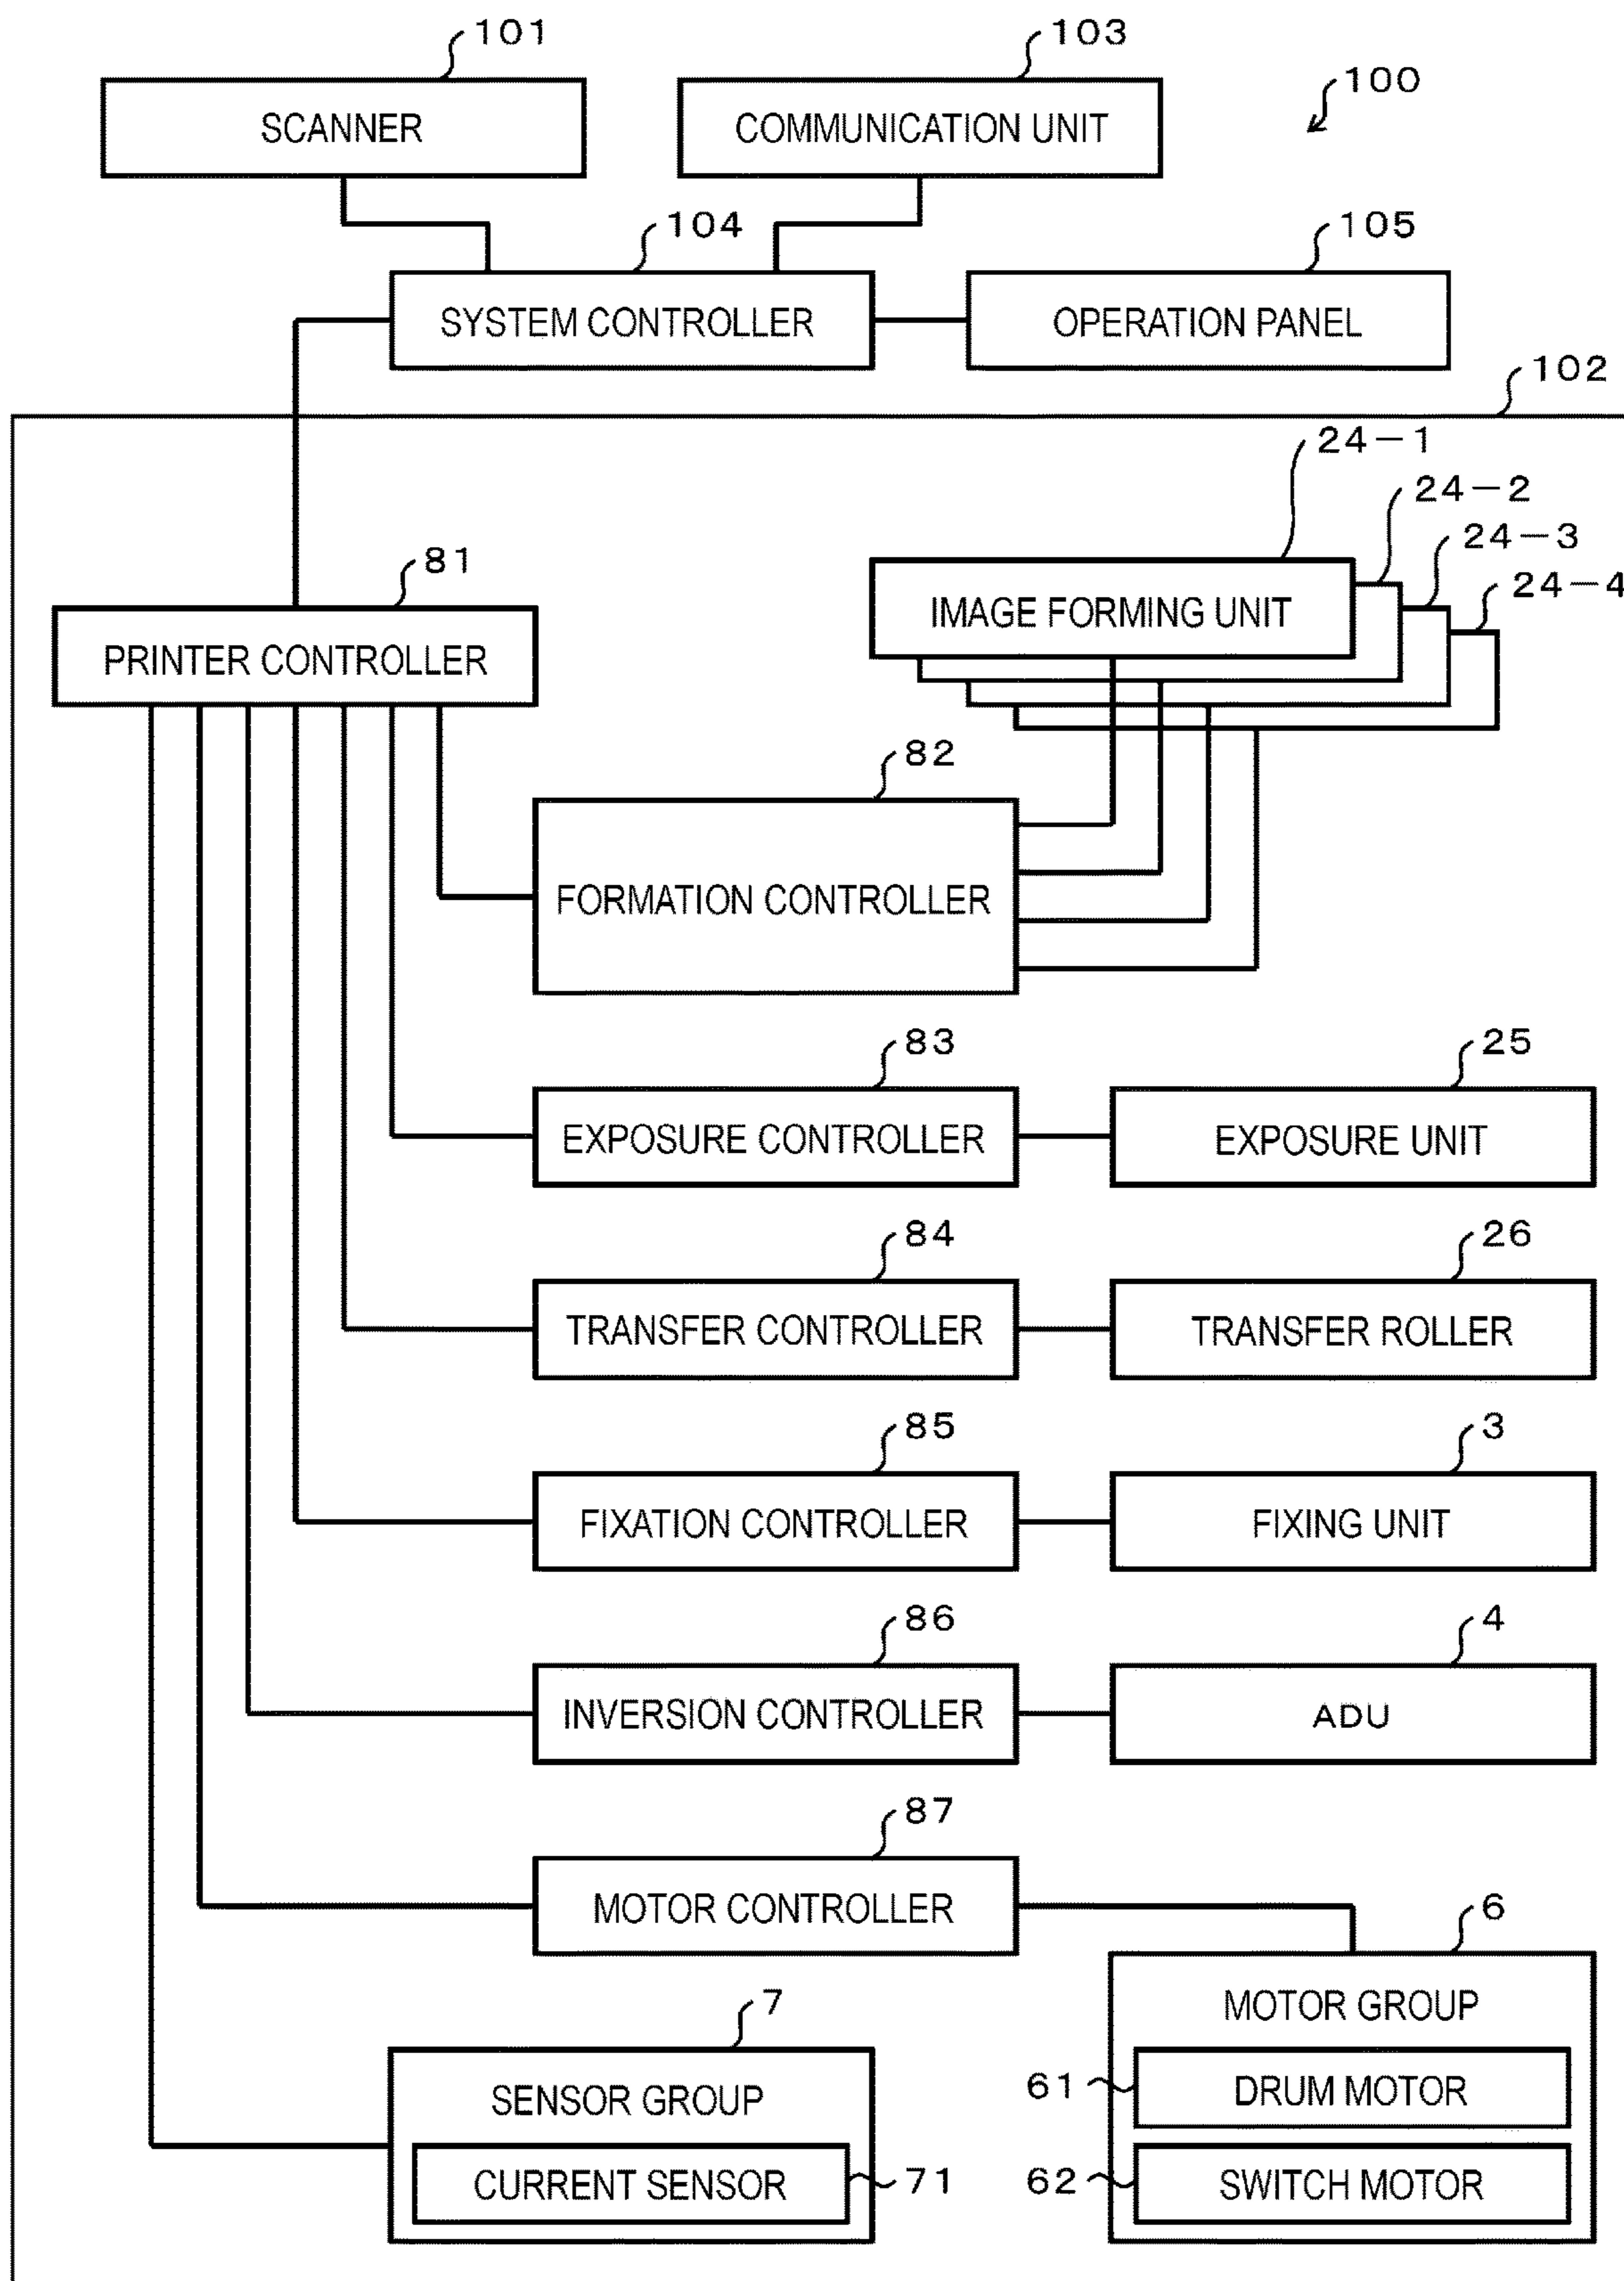 101
103
100
SCANNER
COMMUNICATION UNIT
104
105
SYSTEM CONTROLLER
OPERATION PANEL
102
24-1
24-2
24-3
24-4
81
IMAGE FORMING UNIT
PRINTER CONTROLLER
82
FORMATION CONTROLLER
83
25
EXPOSURE CONTROLLER
EXPOSURE UNIT
84
26
TRANSFER CONTROLLER
TRANSFER ROLLER
85
3
FIXATION CONTROLLER
FIXING UNIT
86
4
INVERSION CONTROLLER
ADU
87
MOTOR CONTROLLER
6
7
MOTOR GROUP
SENSOR GROUP
61
DRUM MOTOR
CURRENT SENSOR
71
62
SWITCH MOTOR